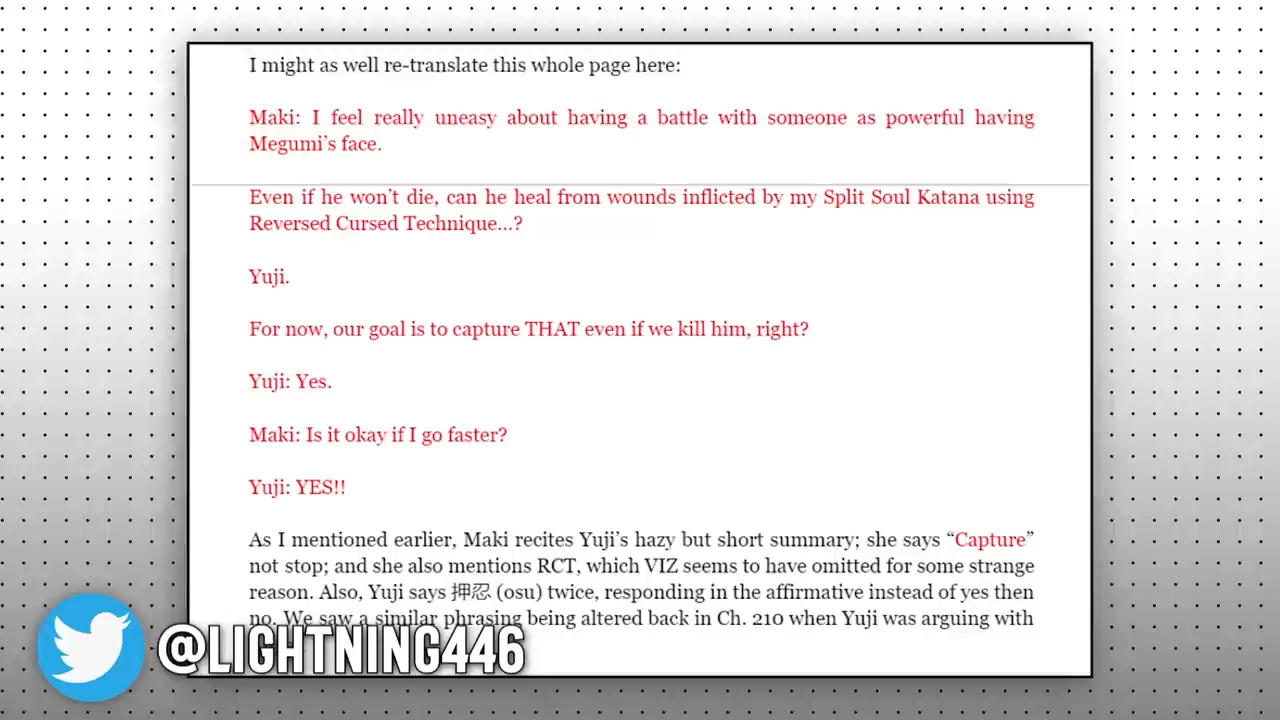 I might as well re-translate this whole page here:
Maki: I feel really uneasy about having a battle with someone as powerful having
Megumi's face.
Even if he won't die, can he heal from wounds inflicted by my Split Soul Katana using
Reversed Cursed Technique...?
Yuji.
For now, our goal is to capture THAT even if we kill him, right?
Yuji: Yes.
Maki: Is it okay if I go faster?
Yuji: YES!!
As I mentioned earlier, Maki recites Yuji's hazy but short summary; she says “Capture”
not stop; and she also mentions RCT, which VIZ seems to have omitted for some strange
reason. Also, Yuji says 押忍 (osu) twice, responding in the affirmative instead of yes then
no. We saw a similar phrasing being altered back in Ch. 210 when Yuji was arguing with
@LIGHTNING446